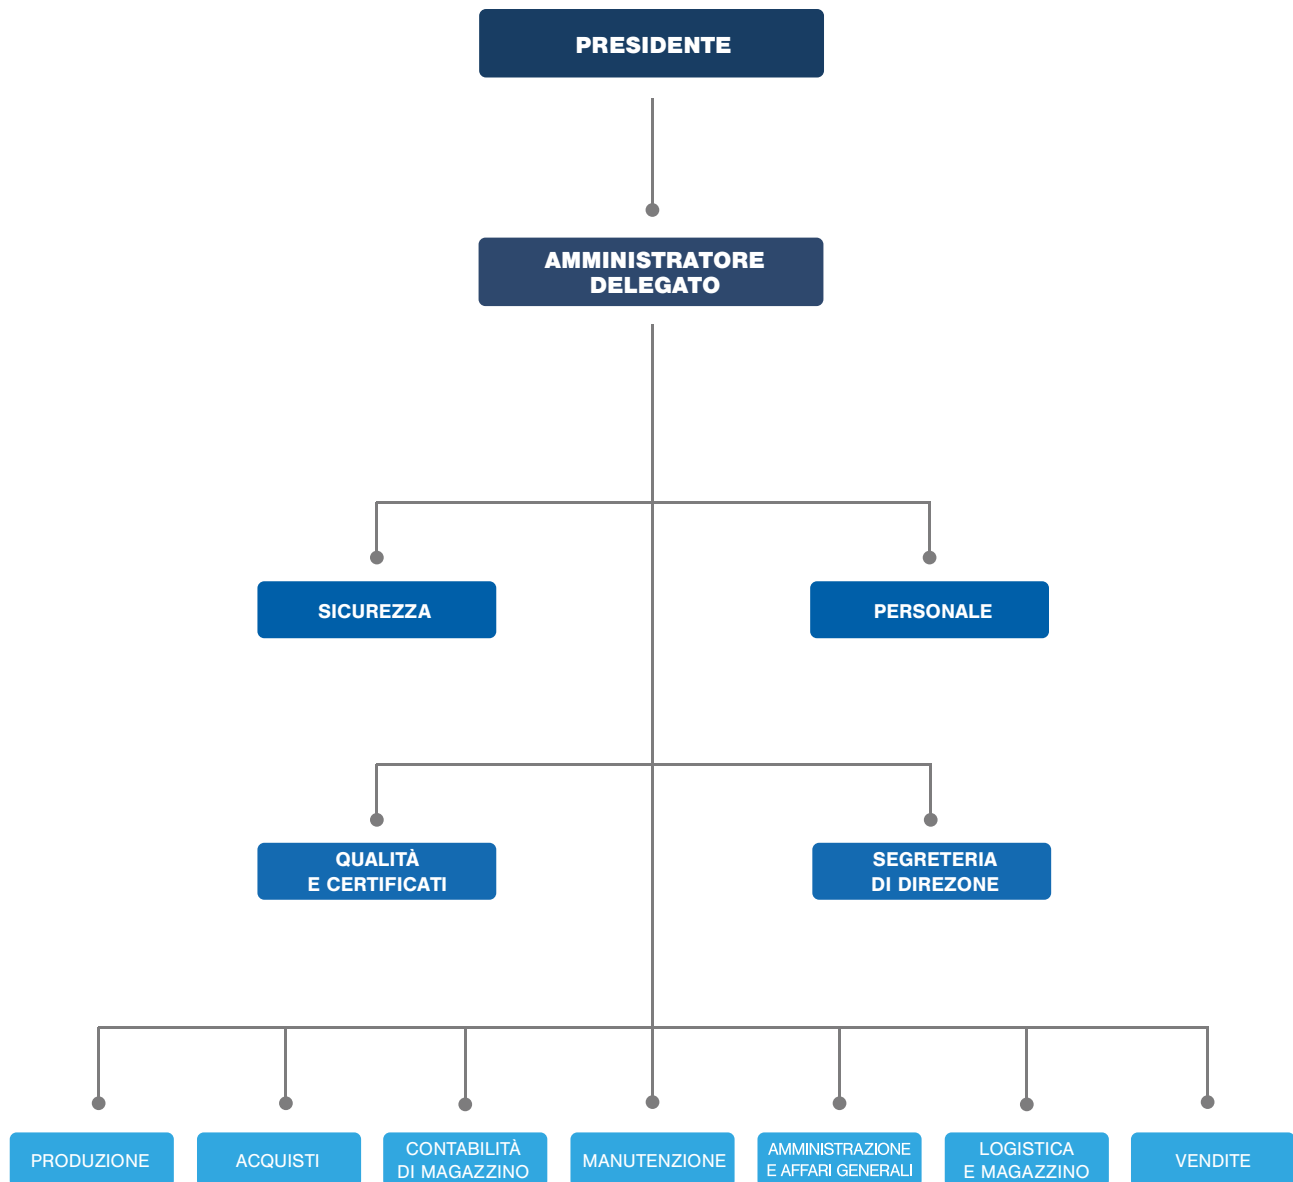 PRESIDENTE
AMMINISTRATORE
DELEGATO
SICUREZZA
PERSONALE
QUALITÀ
E CERTIFICATI
SEGRETERIA
DI DIREZONE
PRODUZIONE
ACQUISTI
CONTABILITÀ
DI MAGAZZINO
MANUTENZIONE
AMMINISTRAZIONE
E AFFARI GENERALI
LOGISTICA
E MAGAZZINO
VENDITE